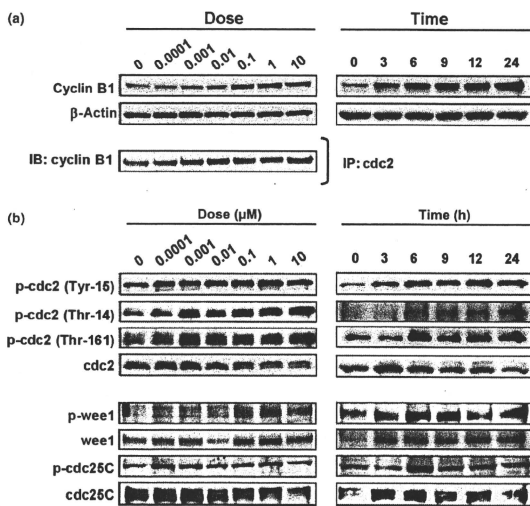 (a)
Dose
Time
0 0.0001 0.001 0.01 0.1 1 10
0 3 6 9 12 24
Cyclin B1
β-Actin
IB: cyclin B1
IP: cdc2
(b)
Dose (μM)
Time (h)
0 0.0001 0.001 0.01 0.1 1 10
0 3 6 9 12 24
p-cdc2 (Tyr-15)
p-cdc2 (Thr-14)
p-cdc2 (Thr-161)
cdc2
p-wee1
wee1
p-cdc25C
cdc25C